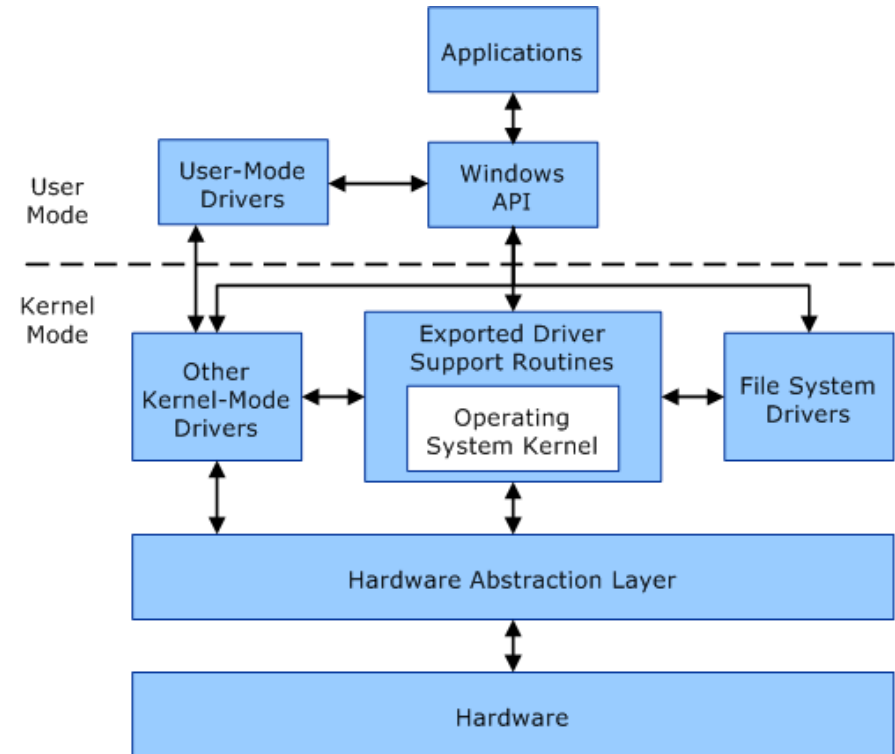 Applications
User-Mode
Drivers
Windows
API
User
Mode
Kernel
Mode
Exported Driver
Support Routines
Other
Kernel-Mode
Drivers
Operating
System Kernel
File System
Drivers
Hardware Abstraction Layer
Hardware